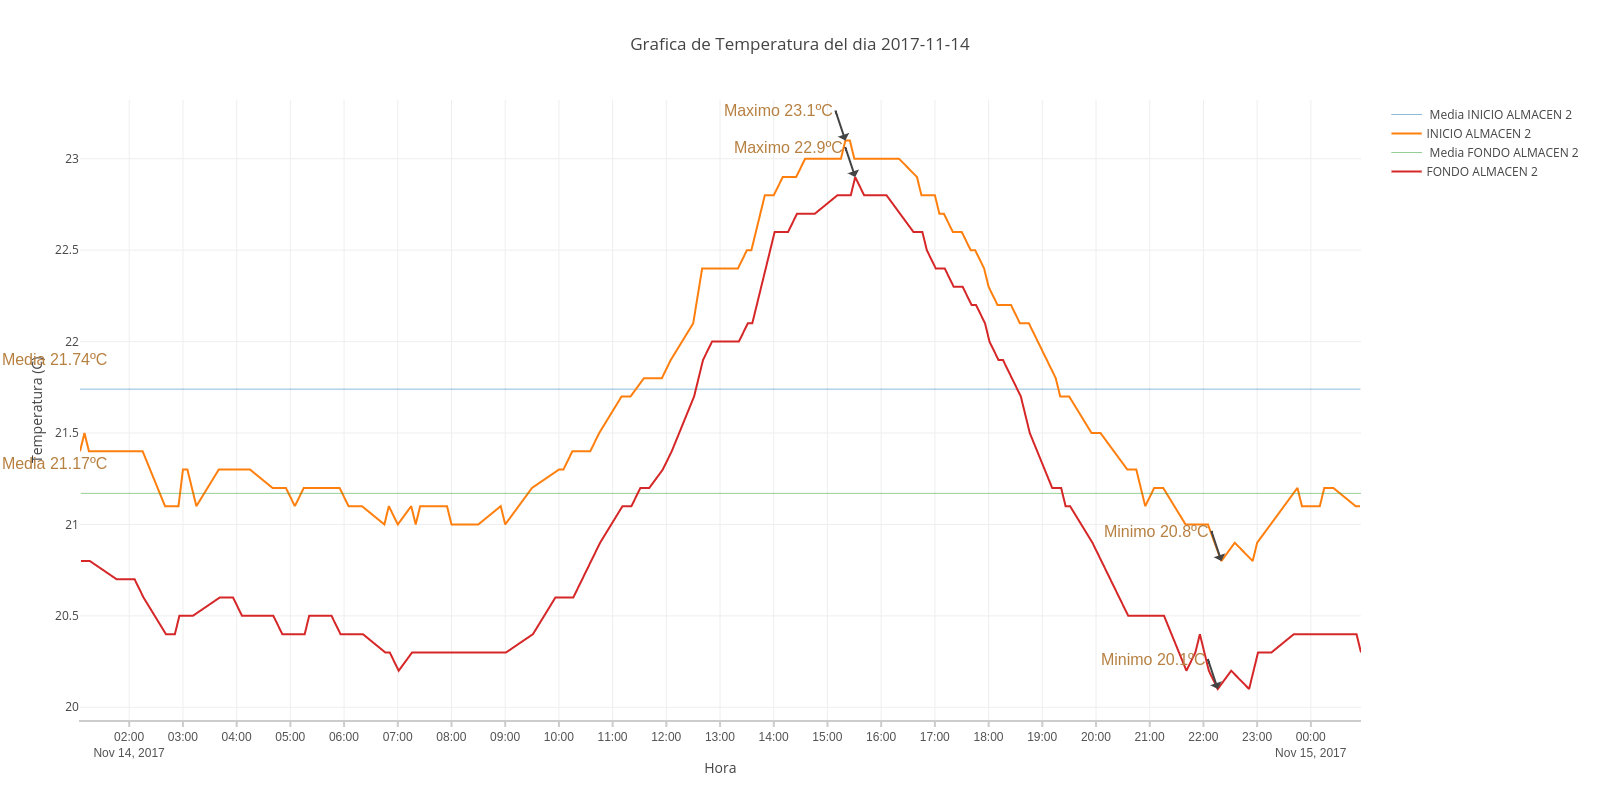 Grafica de Temperatura del dia 2017-11-14
Maximo 23.1ºC
Maximo 22.9ºC
Media INICIO ALMACEN 2
INICIO ALMACEN 2
Media FONDO ALMACEN 2
FONDO ALMACEN 2
23
22.5
22
Media 21.74ºC
Temperatura (C)
21.5
Media 21.17ºC
21
Minimo 20.8ºC
20.5
Minimo 20.1ºC
20
02:00 03:00 04:00 05:00 06:00 07:00 08:00 09:00 10:00 11:00 12:00 13:00 14:00 15:00 16:00 17:00 18:00 19:00 20:00 21:00 22:00 23:00 00:00
Nov 14, 2017 Nov 15, 2017
Hora